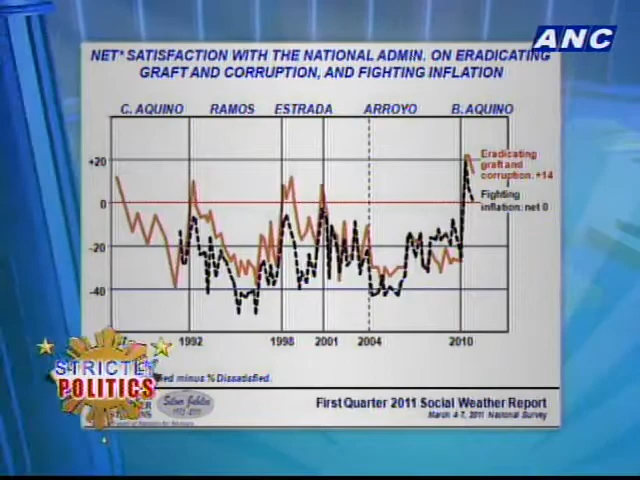 ANC
NET* SATISFACTION WITH THE NATIONAL ADMIN. ON ERADICATING
GRAFT AND CORRUPTION, AND FIGHTING INFLATION
C. AQUINO RAMOS ESTRADA ARROYO B. AQUINO
+20
0
-20
-40
Eradicating
graft and
corruption: +14
Fighting
inflation: net 0
1992 1998 2001 2004 2010
STRICTLY
POLITICS
minus % Dissatisfied.
First Quarter 2011 Social Weather Report
March 4-7, 2011 National Survey